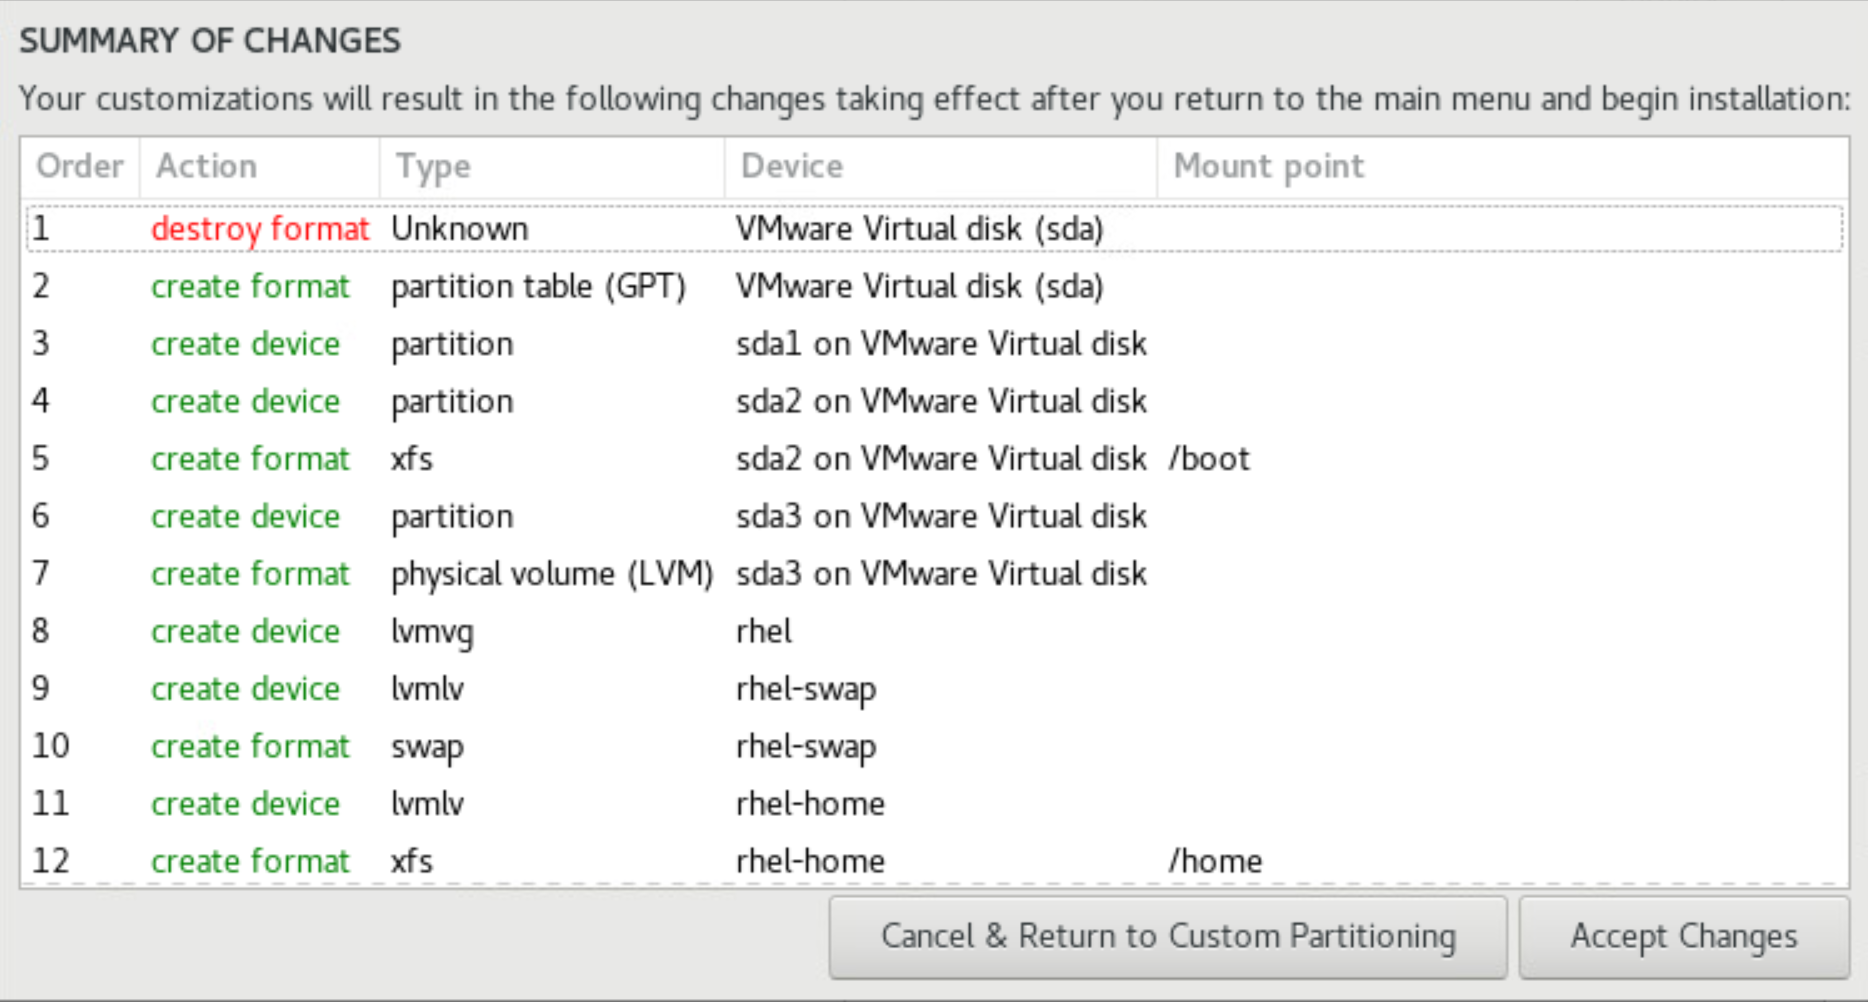 SUMMARY OF CHANGES
Your customizations will result in the following changes taking effect after you return to the main menu and begin installation:
Order Action Type Device Mount point
1 destroy format Unknown VMware Virtual disk (sda)
2 create format partition table (GPT) VMware Virtual disk (sda)
3 create device partition sda1 on VMware Virtual disk
4 create device partition sda2 on VMware Virtual disk
5 create format xfs sda2 on VMware Virtual disk /boot
6 create device partition sda3 on VMware Virtual disk
7 create format physical volume (LVM) sda3 on VMware Virtual disk
8 create device lvmvg rhel
9 create device lvmlv rhel-swap
10 create format swap rhel-swap
11 create device lvmlv rhel-home
12 create format xfs rhel-home /home
Cancel & Return to Custom Partitioning Accept Changes